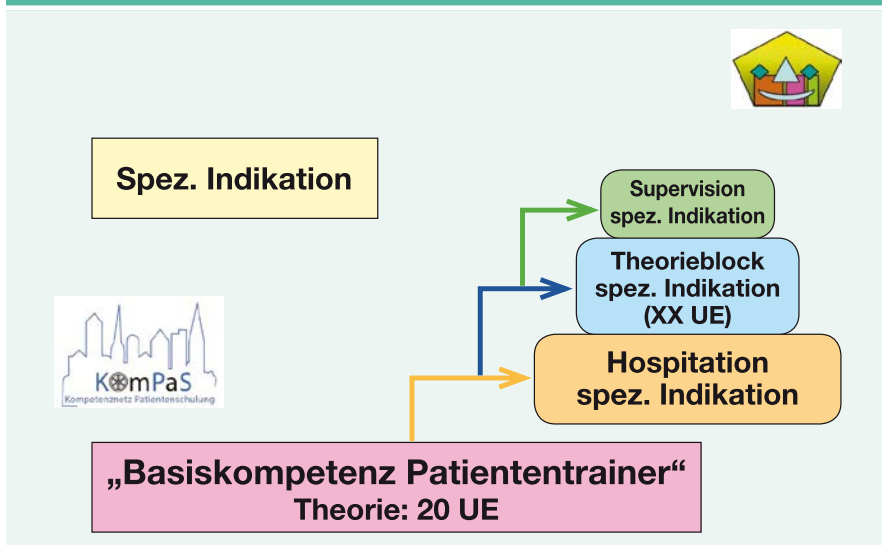 Spez. Indikation
Supervision
spez. Indikation
Theorieblock
spez. Indikation
(XX UE)
Hospitation
spez. Indikation
KomPaS
Kompetenznetz Patientenschulung
„Basiskompetenz Patiententrainer“
Theorie: 20 UE